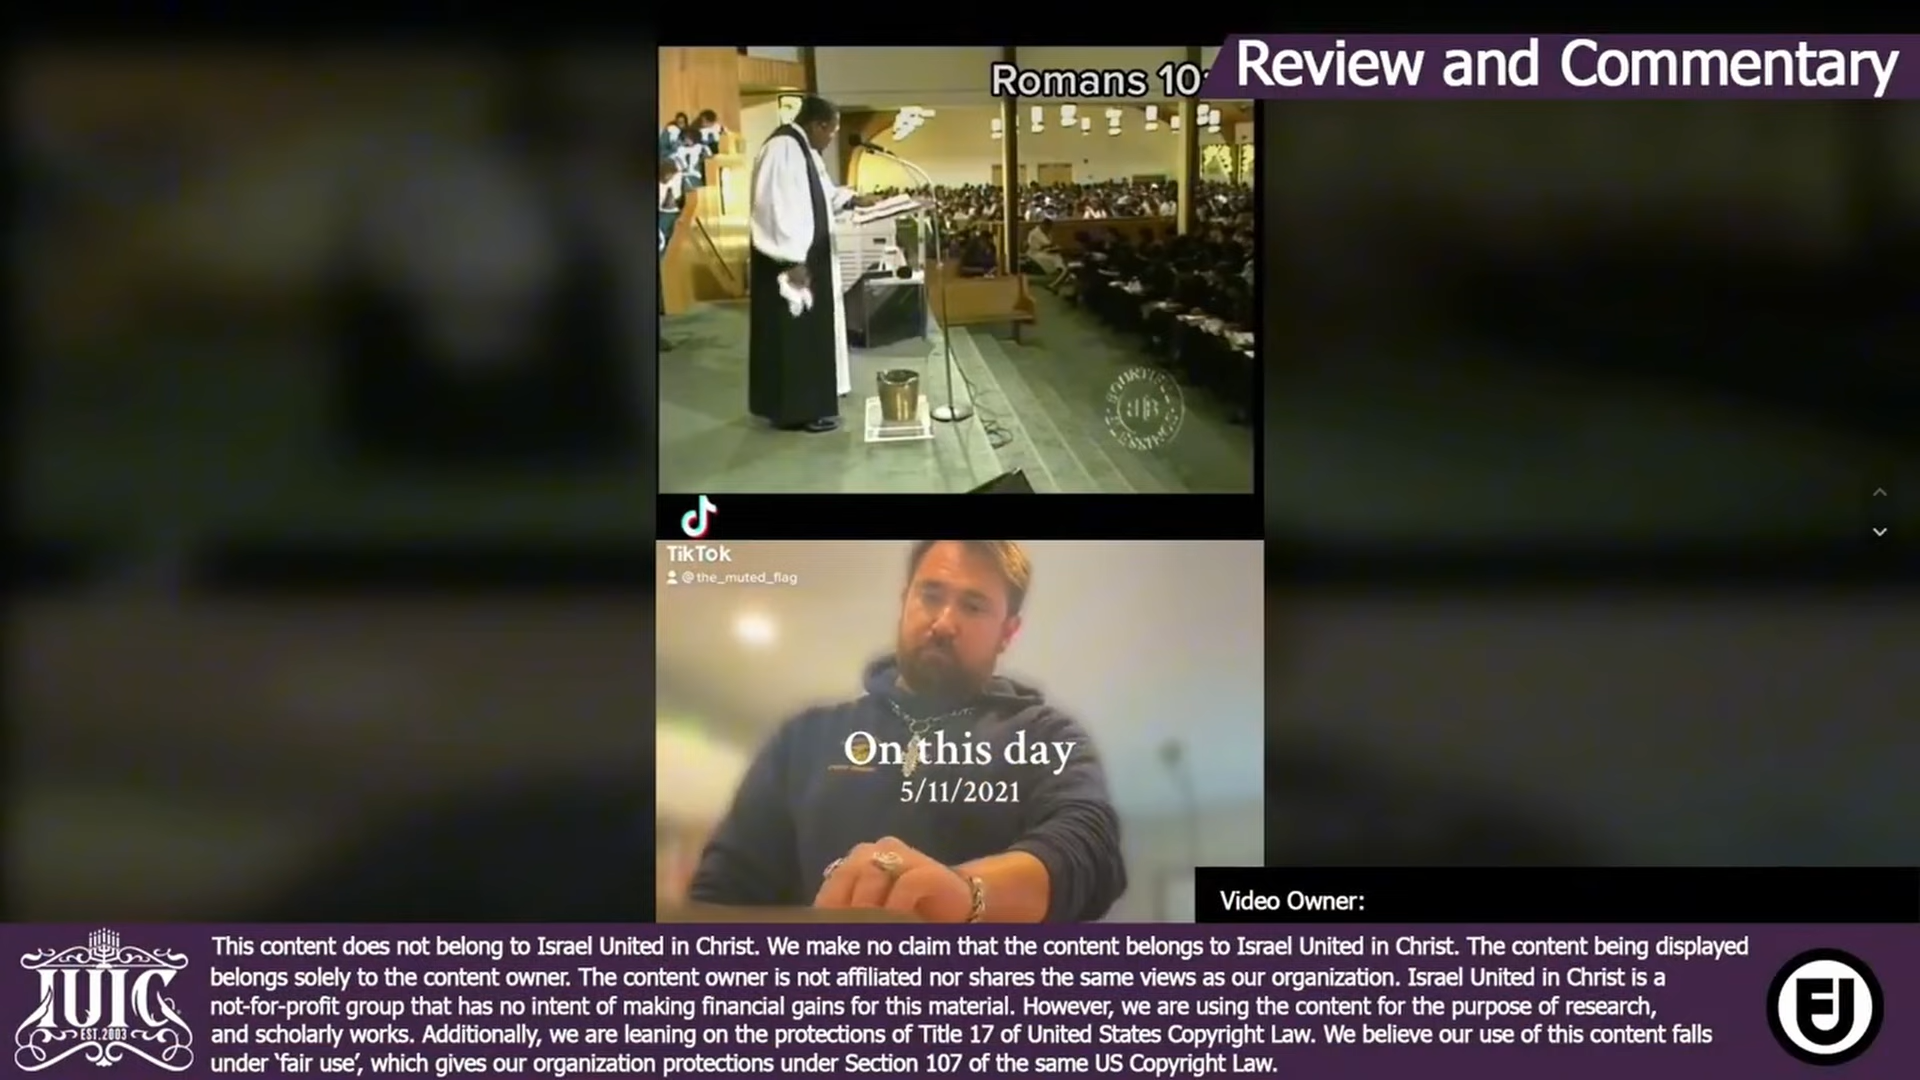 Review and Commentary
Romans 10:
TikTok
@the_muted_flag
On this day
5/11/2021
Video Owner:
This content does not belong to Israel United in Christ. We make no claim that the content belongs to Israel United in Christ. The content being displayed
belongs solely to the content owner. The content owner is not affiliated nor shares the same views as our organization. Israel United in Christ is a
not-for-profit group that has no intent of making financial gains for this material. However, we are using the content for the purpose of research,
and scholarly works. Additionally, we are leaning on the protections of Title 17 of United States Copyright Law. We believe our use of this content falls
under ‘fair use’, which gives our organization protections under Section 107 of the same US Copyright Law.
IUIC
EST. 2003